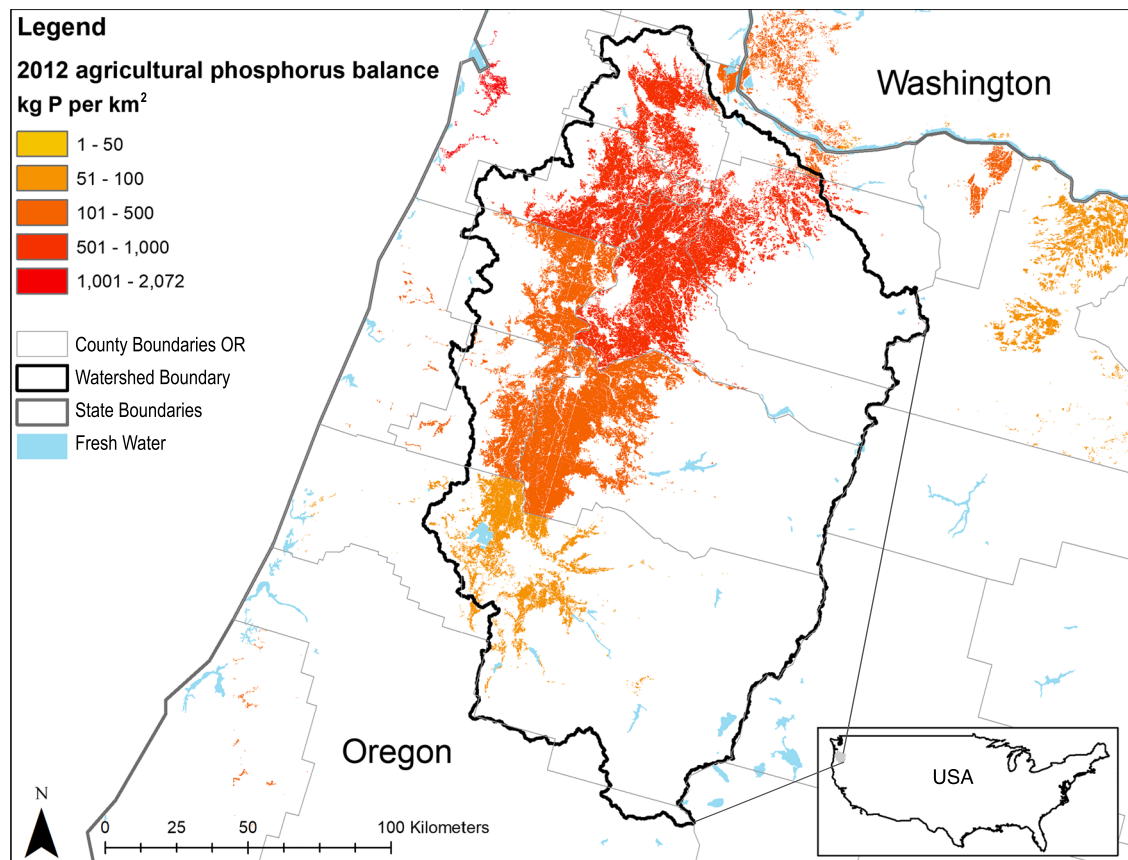 Legend
2012 agricultural phosphorus balance
kg P per km²
1 - 50
51 - 100
101 - 500
501 - 1,000
1,001 - 2,072
County Boundaries OR
Watershed Boundary
State Boundaries
Fresh Water
Washington
Oregon
USA
N
0 25 50 100 Kilometers